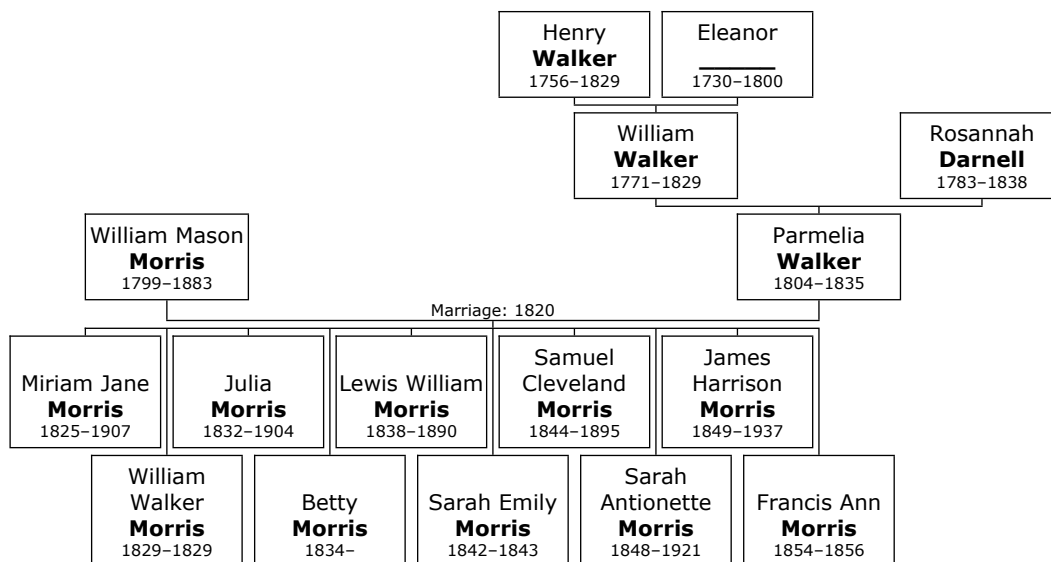 Henry
Walker
1756–1829
Eleanor
______
1730–1800
William
Walker
1771–1829
Rosannah
Darnell
1783–1838
William Mason
Morris
1799–1883
Parmelia
Walker
1804–1835
Marriage: 1820
Miriam Jane
Morris
1825–1907
Julia
Morris
1832–1904
Lewis William
Morris
1838–1890
Samuel
Cleveland
Morris
1844–1895
James
Harrison
Morris
1849–1937
William
Walker
Morris
1829–1829
Betty
Morris
1834–
Sarah Emily
Morris
1842–1843
Sarah
Antionette
Morris
1848–1921
Francis Ann
Morris
1854–1856